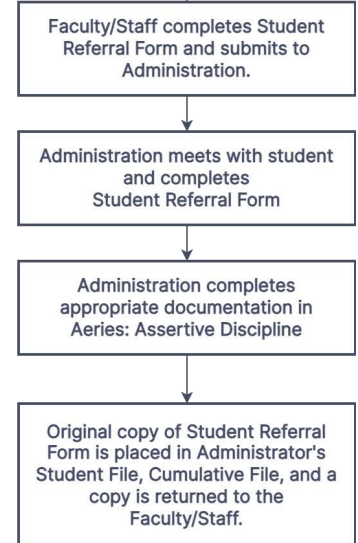 Faculty/Staff completes Student
Referral Form and submits to
Administration.
Administration meets with student
and completes
Student Referral Form
Administration completes
appropriate documentation in
Aeries: Assertive Discipline
Original copy of Student Referral
Form is placed in Administrator's
Student File, Cumulative File, and a
copy is returned to the
Faculty/Staff.